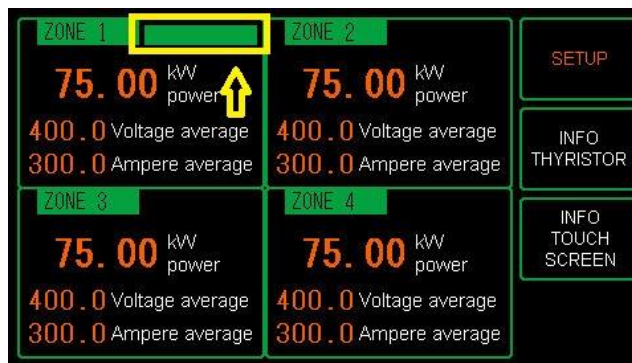 ZONE 1
75.00 kW power
400.0 Voltage average
300.0 Ampere average
ZONE 2
75.00 kW power
400.0 Voltage average
300.0 Ampere average
ZONE 3
75.00 kW power
400.0 Voltage average
300.0 Ampere average
ZONE 4
75.00 kW power
400.0 Voltage average
300.0 Ampere average
SETUP
INFO
THYRISTOR
INFO
TOUCH
SCREEN